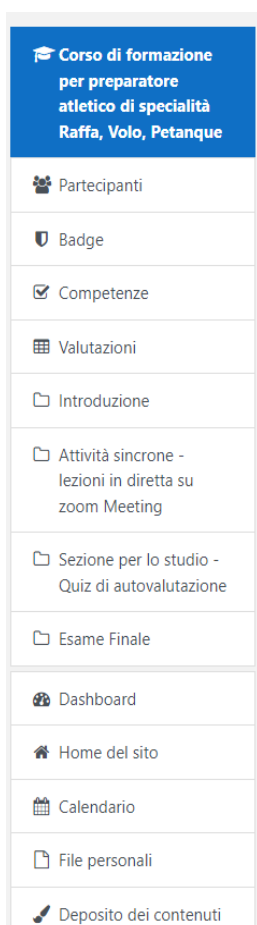 Corso di formazione
per preparatore
atletico di specialità
Raffa, Volo, Petanque
Partecipanti
Badge
Competenze
Valutazioni
Introduzione
Attività sincrone -
lezioni in diretta su
zoom Meeting
Sezione per lo studio -
Quiz di autovalutazione
Esame Finale
Dashboard
Home del sito
Calendario
File personali
Deposito dei contenuti